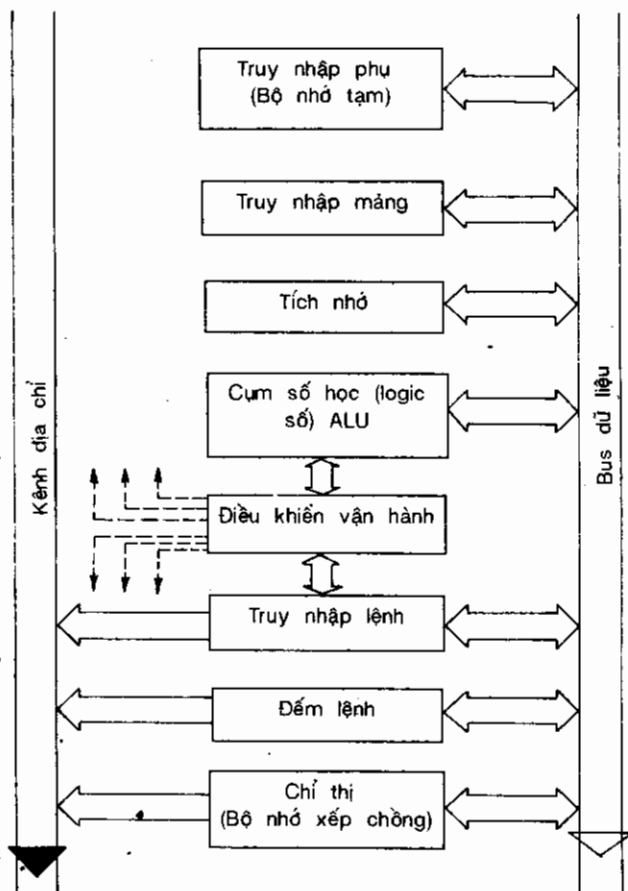 Truy nhập phụ
(Bộ nhớ tạm)
Truy nhập mảng
Tích nhớ
Cụm số học (logic
số) ALU
Điều khiển vận hành
Truy nhập lệnh
Đếm lệnh
Chỉ thị
(Bộ nhớ xếp chồng)
Kênh địa chỉ
Bus dữ liệu